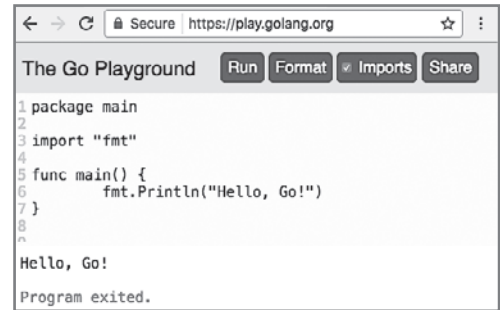 Secure https://play.golang.org
The Go Playground Run Format Imports Share
1 package main
2
3 import "fmt"
4
5 func main() {
6 fmt.Println("Hello, Go!")
7 }
8
Hello, Go!
Program exited.